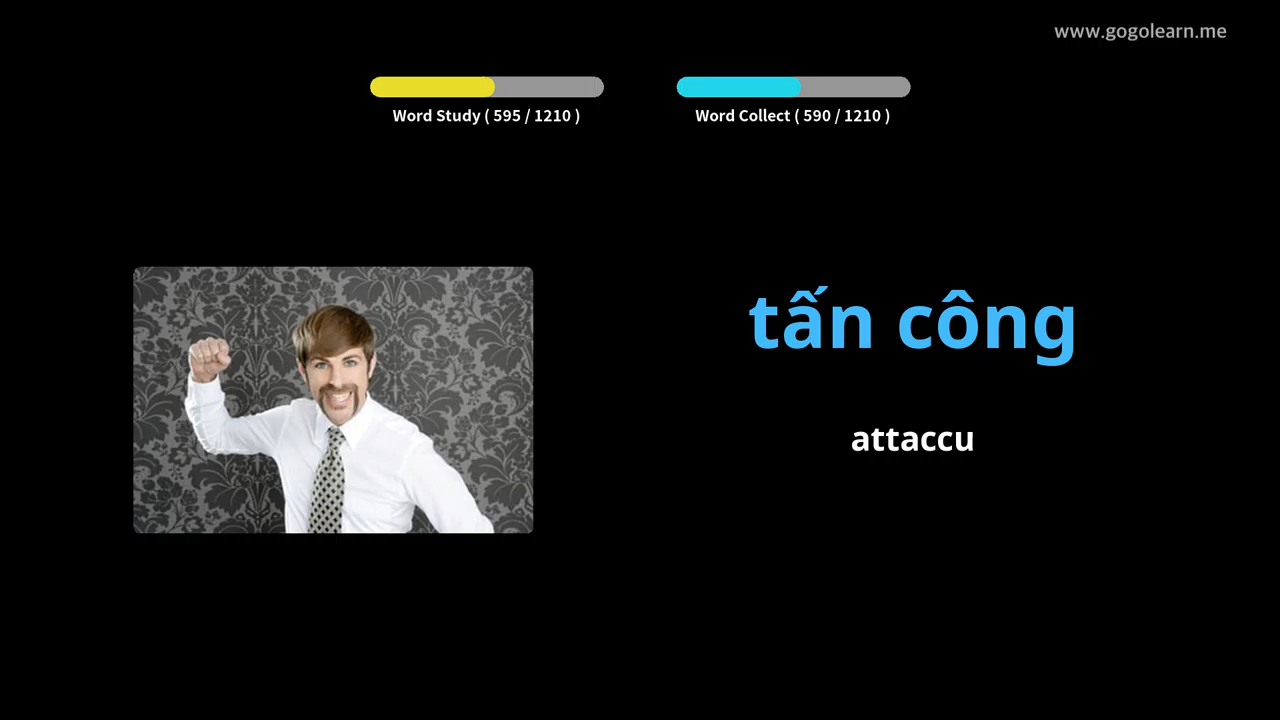 www.gogolearn.me
Word Study ( 595 / 1210 )
Word Collect ( 590 / 1210 )
tấn công
attaccu